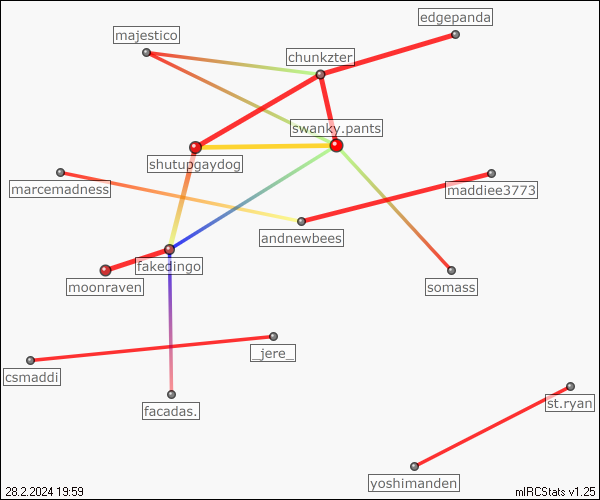 edgepanda
majestico
chunkzter
swanky.pants
shutupgaydog
marcemadness
maddiee3773
andnewbees
fakedingo
moonraven
somass
_jere_
csmaddi
facadas.
st.ryan
yoshimanden
28.2.2024 19:59
mIRCStats v1.25